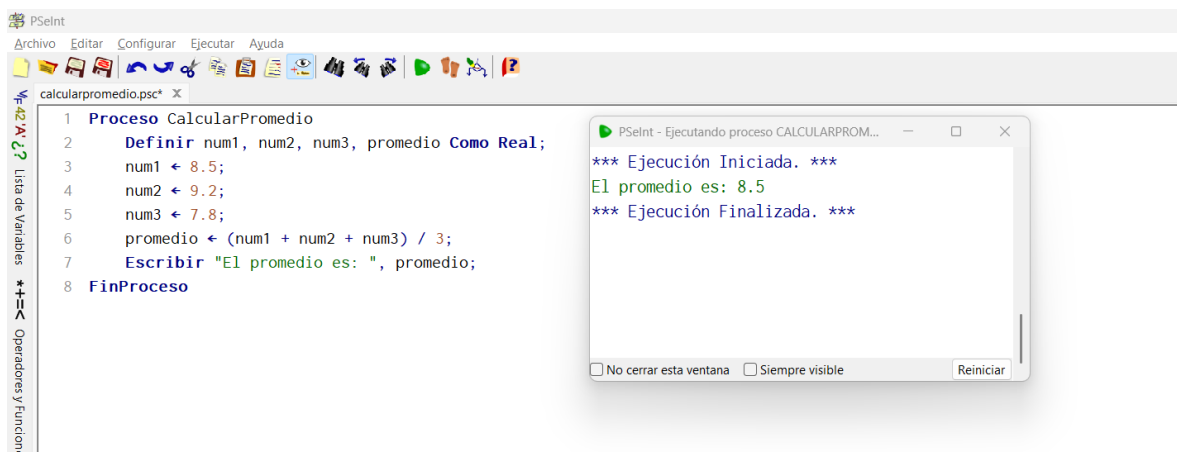 PSeInt
Archivo Editar Configurar Ejecutar Ayuda
calcularpromedio.psc* X
1 Proceso CalcularPromedio
2 Definir num1, num2, num3, promedio Como Real;
3 num1 ← 8.5;
4 num2 ← 9.2;
5 num3 ← 7.8;
6 promedio ← (num1 + num2 + num3) / 3;
7 Escribir "El promedio es: ", promedio;
8 FinProceso
42 'A' ¿? Lista de Variables
*+=< Operadores y Funcion
PSeInt - Ejecutando proceso CALCULARPROM...
*** Ejecución Iniciada. ***
El promedio es: 8.5
*** Ejecución Finalizada. ***
No cerrar esta ventana Siempre visible Reiniciar